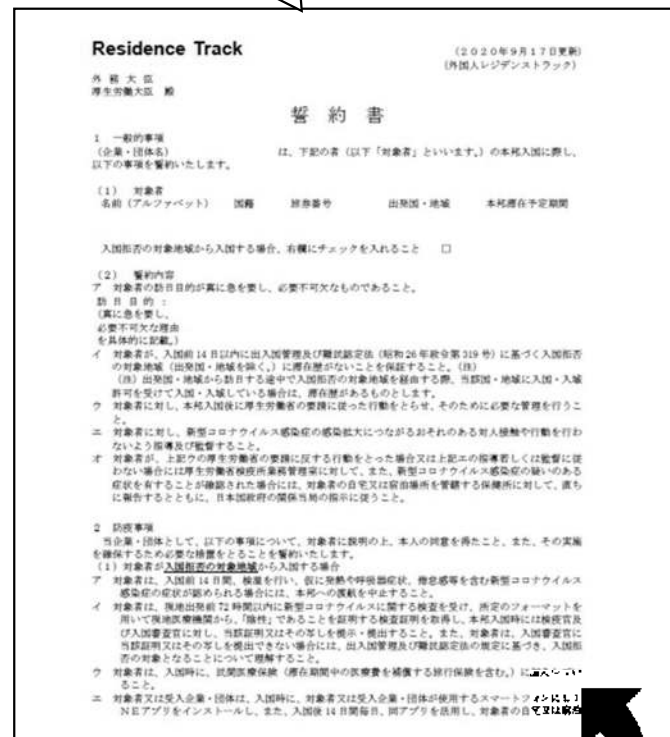 Residence Track
(2020年9月17日更新)
(外国人レジデンストラック)
外務大臣
厚生労働大臣 殿
誓約書
1 一般的事項
(企業・団体名) は、下記の者(以下「対象者」といいます。)の本邦入国に際し、
以下の事項を誓約いたします。
(1) 対象者
名前(アルファベット) 国籍 旅券番号 出発国・地域 本邦滞在予定期間
入国拒否の対象地域から入国する場合、右欄にチェックを入れること □
(2) 誓約内容
ア 対象者の訪日目的が真に急を要し、必要不可欠なものであること。
訪日目的:
(真に急を要し、
必要不可欠な理由
を具体的に記載。)
イ 対象者が、入国前14日以内に出入国管理及び難民認定法(昭和26年政令第319号)に基づく入国拒否
の対象地域(出発国・地域を除く。)に滞在歴がないことを保証すること。(注)
(注)出発国・地域から訪日する途中で入国拒否の対象地域を経由する際、当該国・地域に入国・入域
許可を受けて入国・入域している場合は、滞在歴があるものとします。
ウ 対象者に対し、本邦入国後に厚生労働省の要請に従った行動をとらせ、そのために必要な管理を行うこ
と。
エ 対象者に対し、新型コロナウイルス感染症の感染拡大につながるおそれのある対人接触や行動を行わ
ないよう指導及び監督すること。
オ 対象者が、上記ウの厚生労働省の要請に反する行動をとった場合又は上記エの指導若しくは監督に従
わない場合には厚生労働省検疫所業務管理室に対して、また、新型コロナウイルス感染症の疑いのある
症状を有することが確認された場合には、対象者の自宅又は宿泊場所を管轄する保健所に対して、直ち
に報告するとともに、日本国政府の関係当局の指示に従うこと。
2 防疫事項
当企業・団体として、以下の事項について、対象者に説明の上、本人の同意を得たこと、また、その実施
を確保するため必要な措置をとることを誓約いたします。
(1)対象者が入国拒否の対象地域から入国する場合
ア 対象者は、入国前14日間、検温を行い、仮に発熱や呼吸器症状、倦怠感等を含む新型コロナウイルス
感染症の症状が認められる場合には、本邦への渡航を中止すること。
イ 対象者は、現地出発前72時間以内に新型コロナウイルスに関する検査を受け、所定のフォーマットを
用いて現地医療機関から、「陰性」であることを証明する検査証明を取得し、本邦入国時には検疫官及
び入国審査官に対し、当該証明又はその写しを提示・提出すること。また、対象者は、入国審査官に
当該証明又はその写しを提出できない場合には、出入国管理及び難民認定法の規定に基づき、入国拒
否の対象となることについて理解すること。
ウ 対象者は、入国時に、民間医療保険(滞在期間中の医療費を補償する旅行保険を含む。)に
ること。
エ 対象者又は受入企業・団体は、入国時に、対象者又は受入企業・団体が使用するスマートフォンにLI
NEアプリをインストールし、また、入国後14日間毎日、同アプリを活用し、対象者の自宅又は宿泊